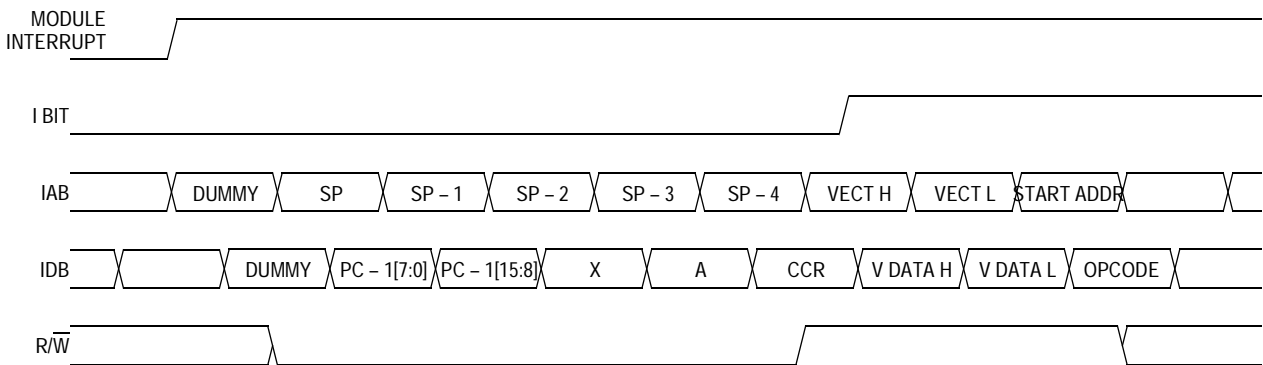 MODULE
INTERRUPT
I BIT
IAB DUMMY SP SP – 1 SP – 2 SP – 3 SP – 4 VECT H VECT L START ADDR
IDB DUMMY PC – 1[7:0] PC – 1[15:8] X A CCR V DATA H V DATA L OPCODE
R/W̅